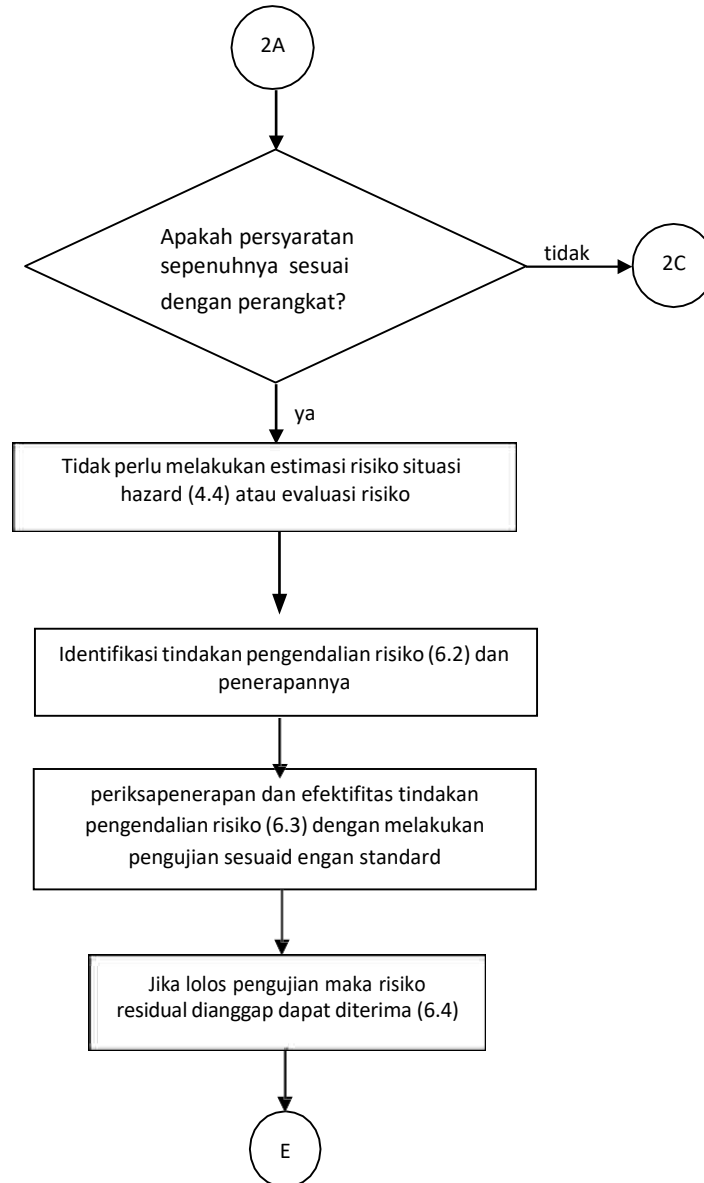 2A
Apakah persyaratan
sepenuhnya sesuai
dengan perangkat?
tidak
2C
ya
Tidak perlu melakukan estimasi risiko situasi
hazard (4.4) atau evaluasi risiko
Identifikasi tindakan pengendalian risiko (6.2) dan
penerapannya
periksapenerapan dan efektifitas tindakan
pengendalian risiko (6.3) dengan melakukan
pengujian sesuaid engan standard
Jika lolos pengujian maka risiko
residual dianggap dapat diterima (6.4)
E